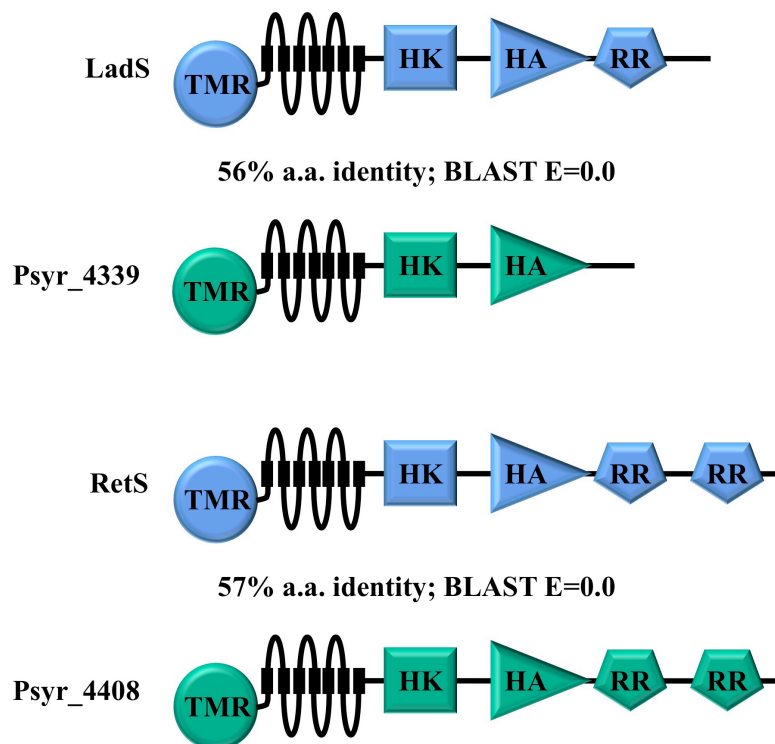 LadS TMR HK HA RR
56% a.a. identity; BLAST E=0.0
Psyr_4339 TMR HK HA
RetS TMR HK HA RR RR
57% a.a. identity; BLAST E=0.0
Psyr_4408 TMR HK HA RR RR